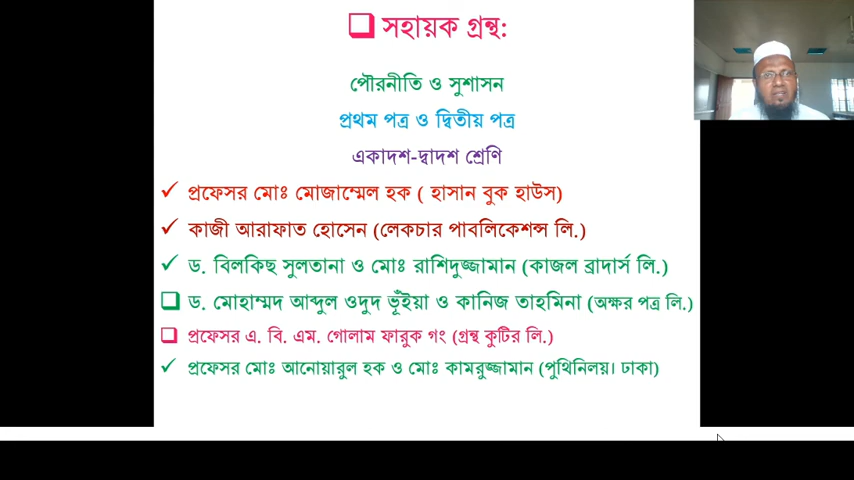 সহায়ক গ্রন্থ:
পৌরনীতি ও সুশাসন
প্রথম পত্র ও দ্বিতীয় পত্র
একাদশ-দ্বাদশ শ্রেণি
প্রফেসর মোঃ মোজাম্মেল হক ( হাসান বুক হাউস)
কাজী আরাফাত হোসেন (লেকচার পাবলিকেশন্স লি.)
ড. বিলকিছ সুলতানা ও মোঃ রাশিদুজ্জামান (কাজল ব্রাদার্স লি.)
ড. মোহাম্মদ আব্দুল ওদুদ ভূঁইয়া ও কানিজ তাহমিনা (অক্ষর পত্র লি.)
প্রফেসর এ. বি. এম. গোলাম ফারুক গং (গ্রন্থ কুটির লি.)
প্রফেসর মোঃ আনোয়ারুল হক ও মোঃ কামরুজ্জামান (পুথিনিলয়। ঢাকা)